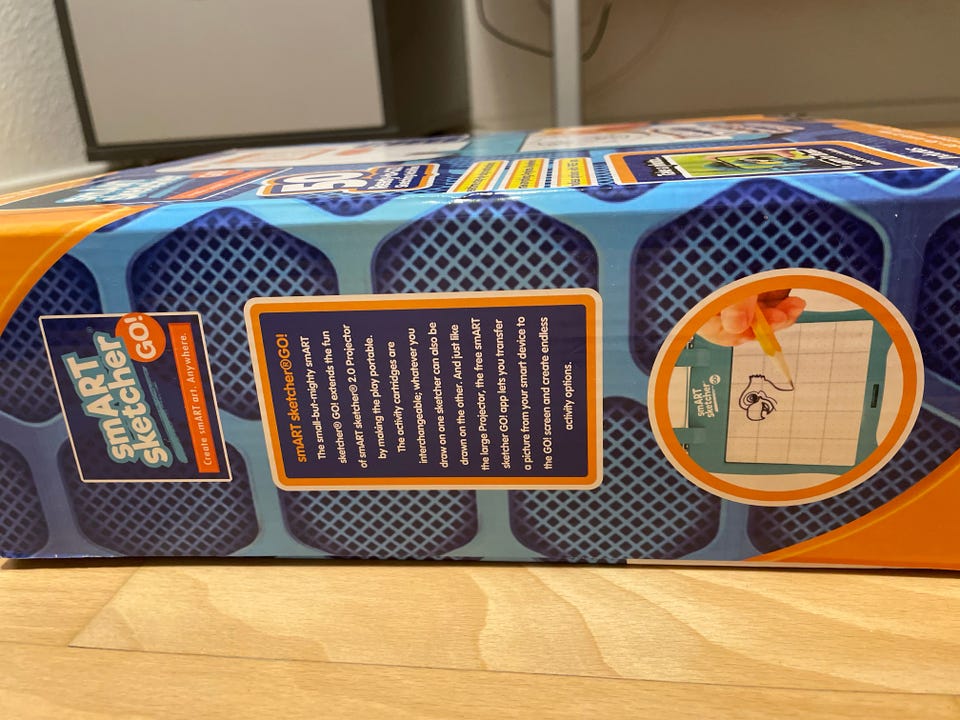 smART
sketcher®
GO!
Create smART art. Anywhere.
smART sketcher®GO!
The small-but-mighty smART
sketcher® GO! extends the fun
of smART sketcher® 2.0 Projector
by making the play portable.
The activity cartridges are
interchangeable; whatever you
draw on one sketcher can also be
drawn on the other. And just like
the large Projector, the free smART
sketcher GO! app lets you transfer
a picture from your smart device to
the GO! screen and create endless
activity options.
smART
sketcher
GO!
50